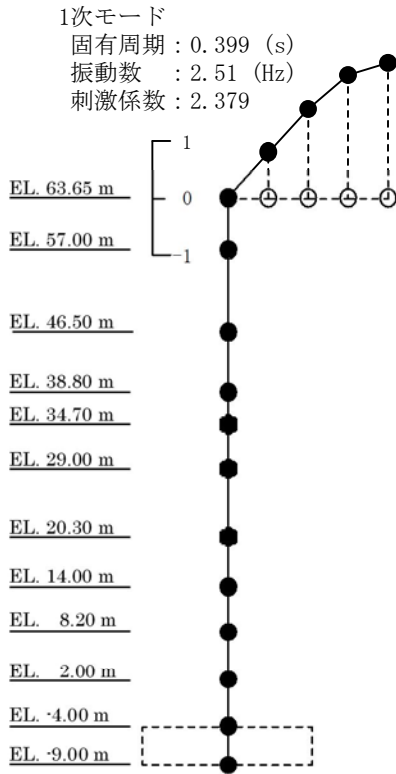 1次モード
固有周期：0.399 (s)
振動数　：2.51 (Hz)
刺激係数：2.379
1
EL. 63.65 m
0
EL. 57.00 m
-1
EL. 46.50 m
EL. 38.80 m
EL. 34.70 m
EL. 29.00 m
EL. 20.30 m
EL. 14.00 m
EL. 8.20 m
EL. 2.00 m
EL. -4.00 m
EL. -9.00 m